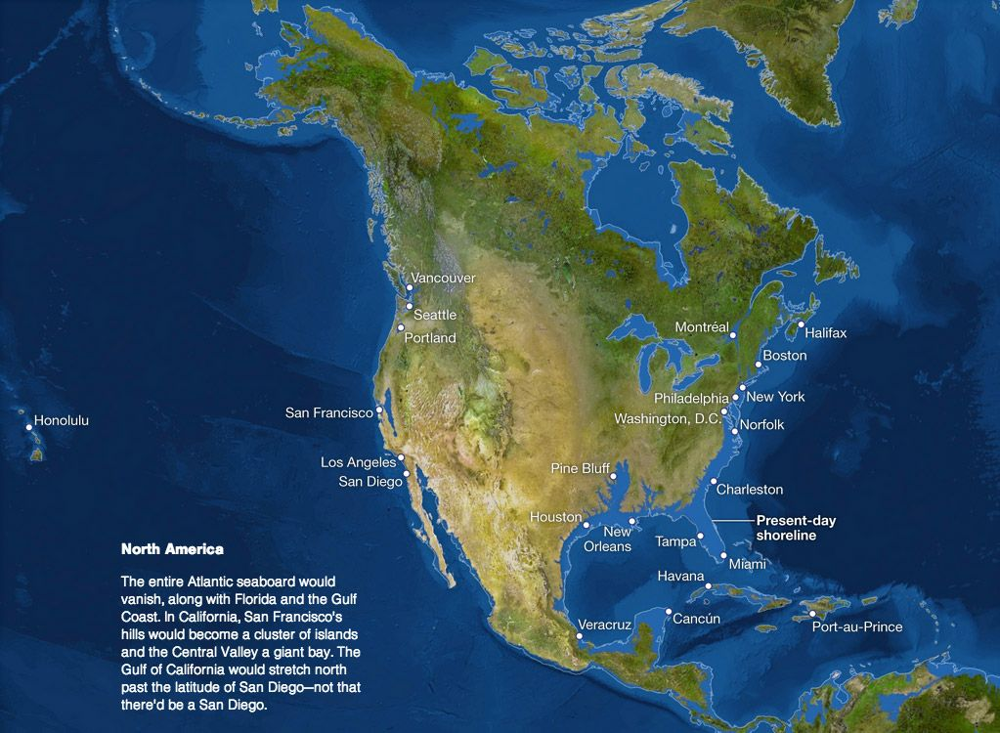 Vancouver
Seattle
Portland
Montréal
Halifax
Boston
Philadelphia
New York
Washington, D.C.
Norfolk
San Francisco
Honolulu
Los Angeles
San Diego
Pine Bluff
Charleston
Houston
New
Orleans
Present-day
shoreline
Tampa
Miami
Havana
Cancún
Veracruz
Port-au-Prince
North America
The entire Atlantic seaboard would
vanish, along with Florida and the Gulf
Coast. In California, San Francisco's
hills would become a cluster of islands
and the Central Valley a giant bay. The
Gulf of California would stretch north
past the latitude of San Diego—not that
there'd be a San Diego.